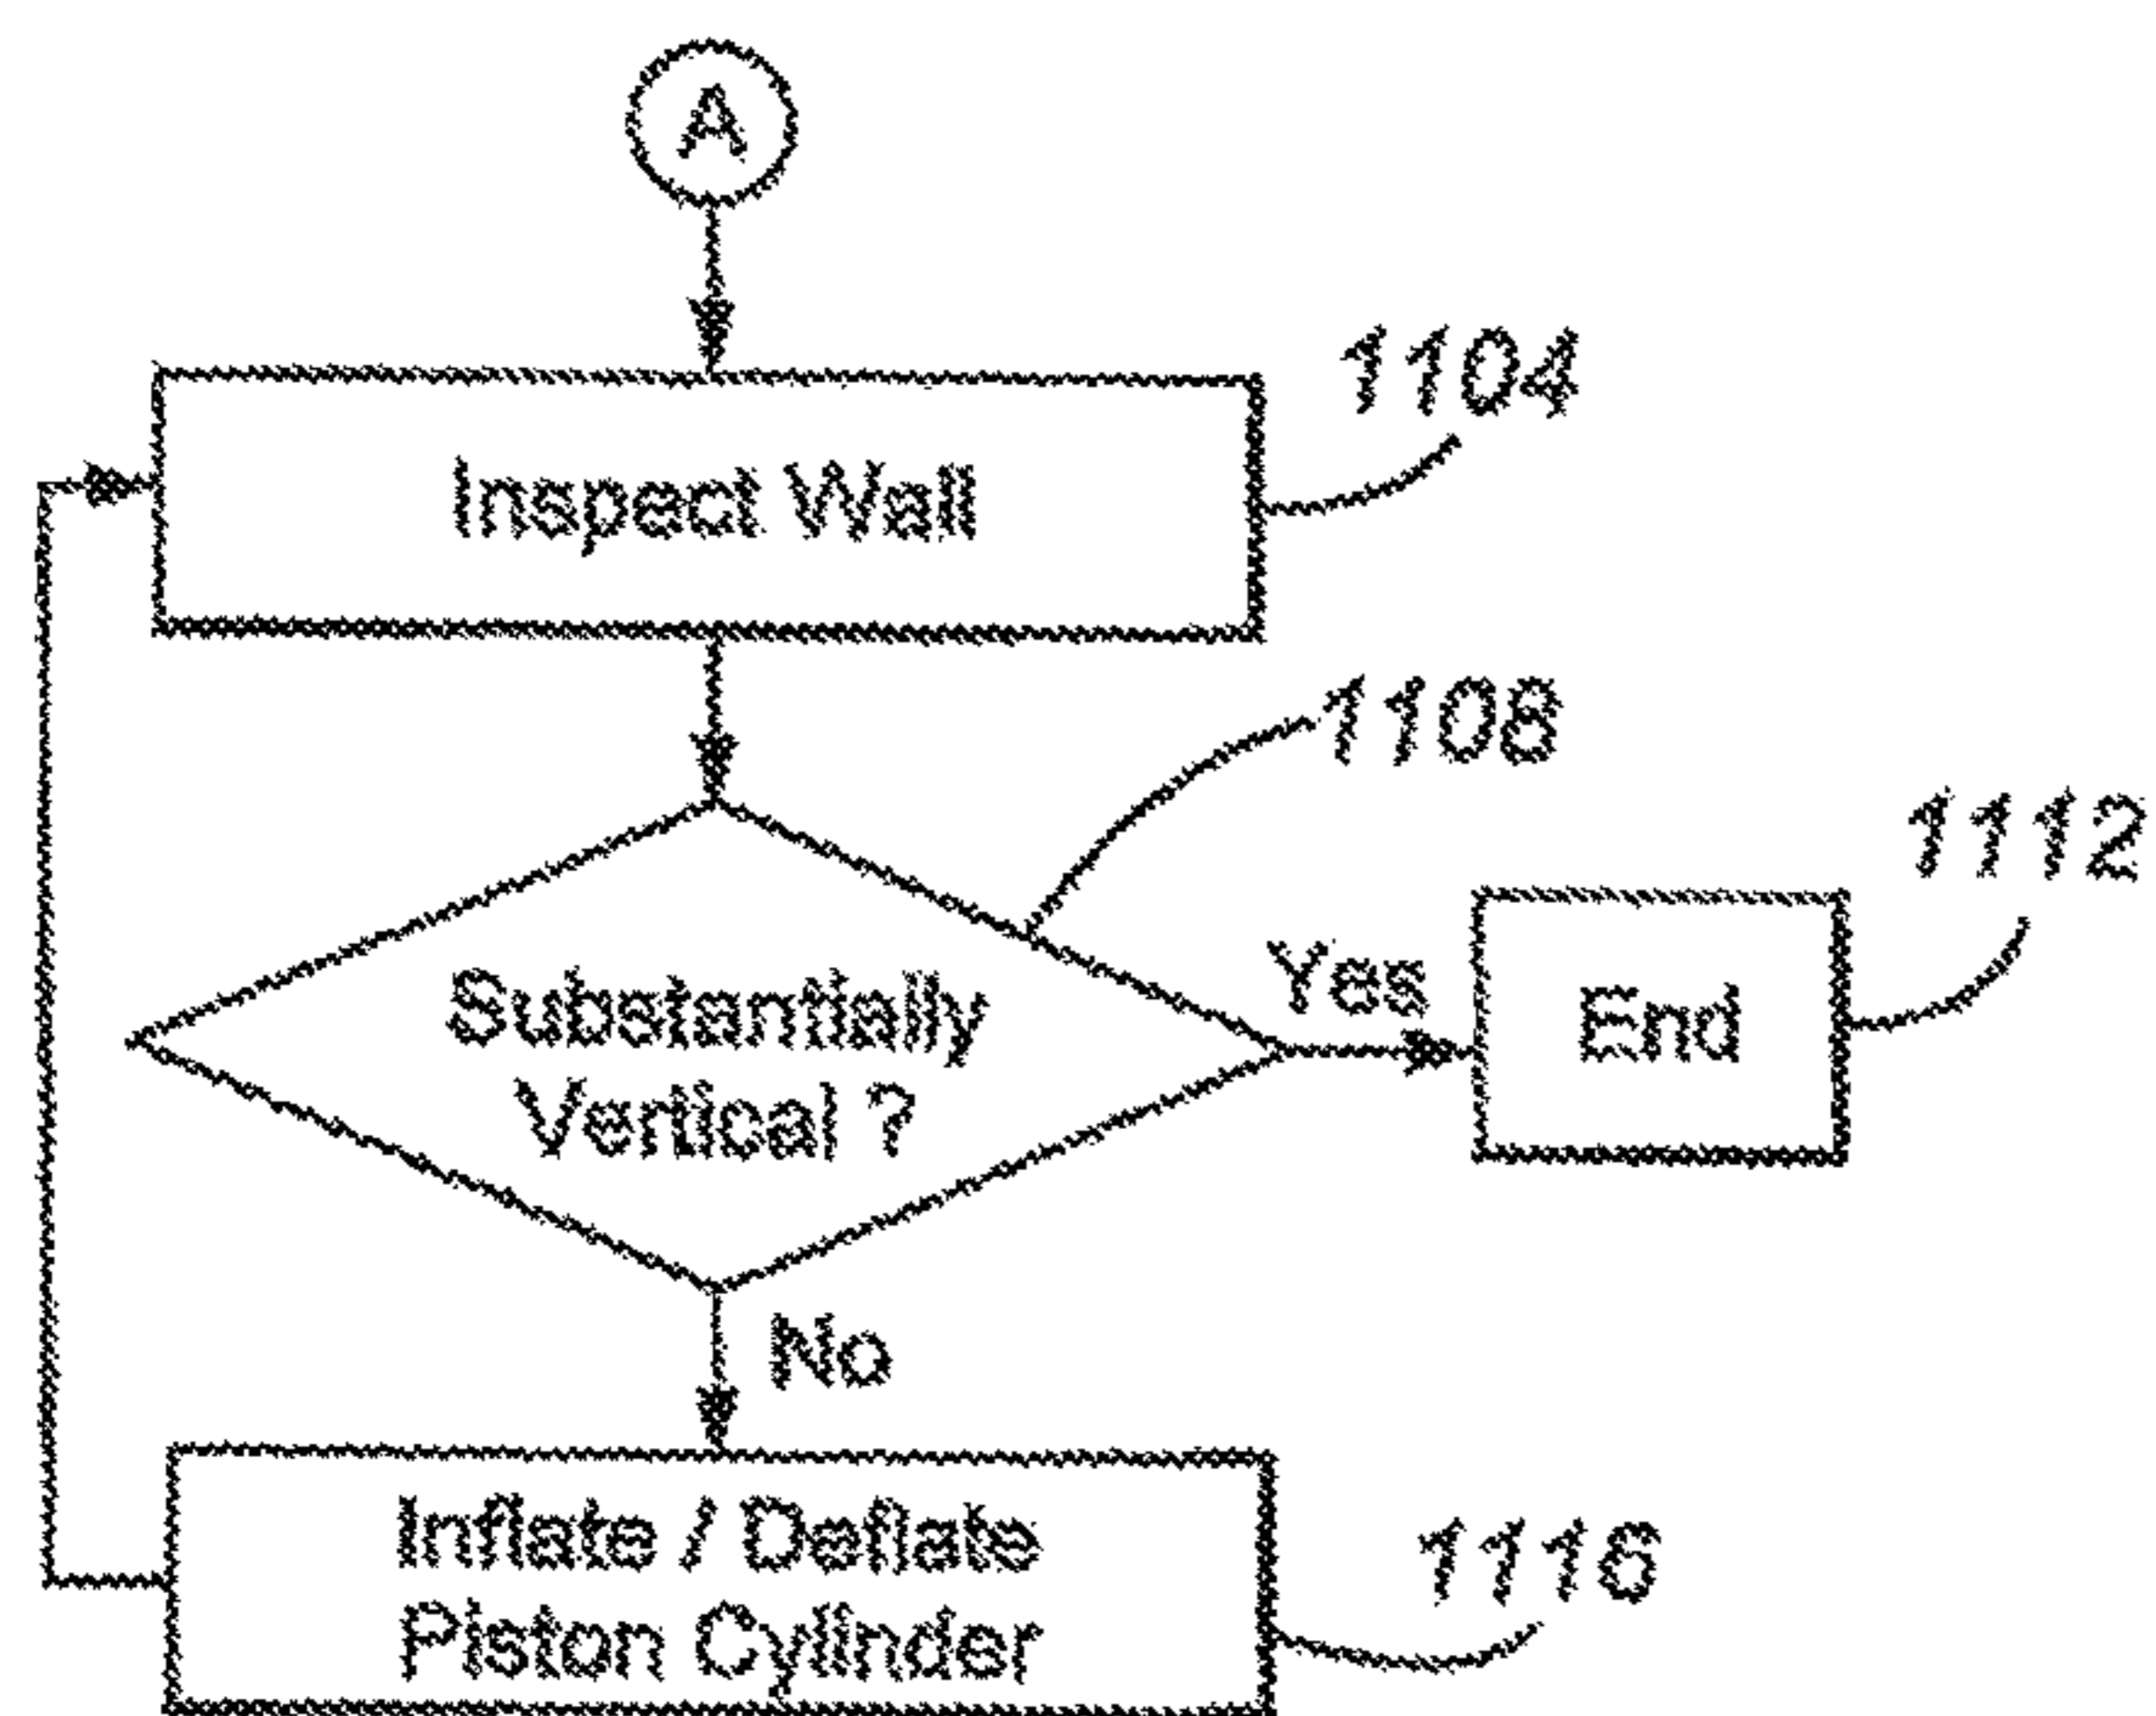 A
1104
Inspect Wall
1108
1112
Substantially
Vertical ?
Yes
End
No
Inflate / Deflate
Piston Cylinder
1116